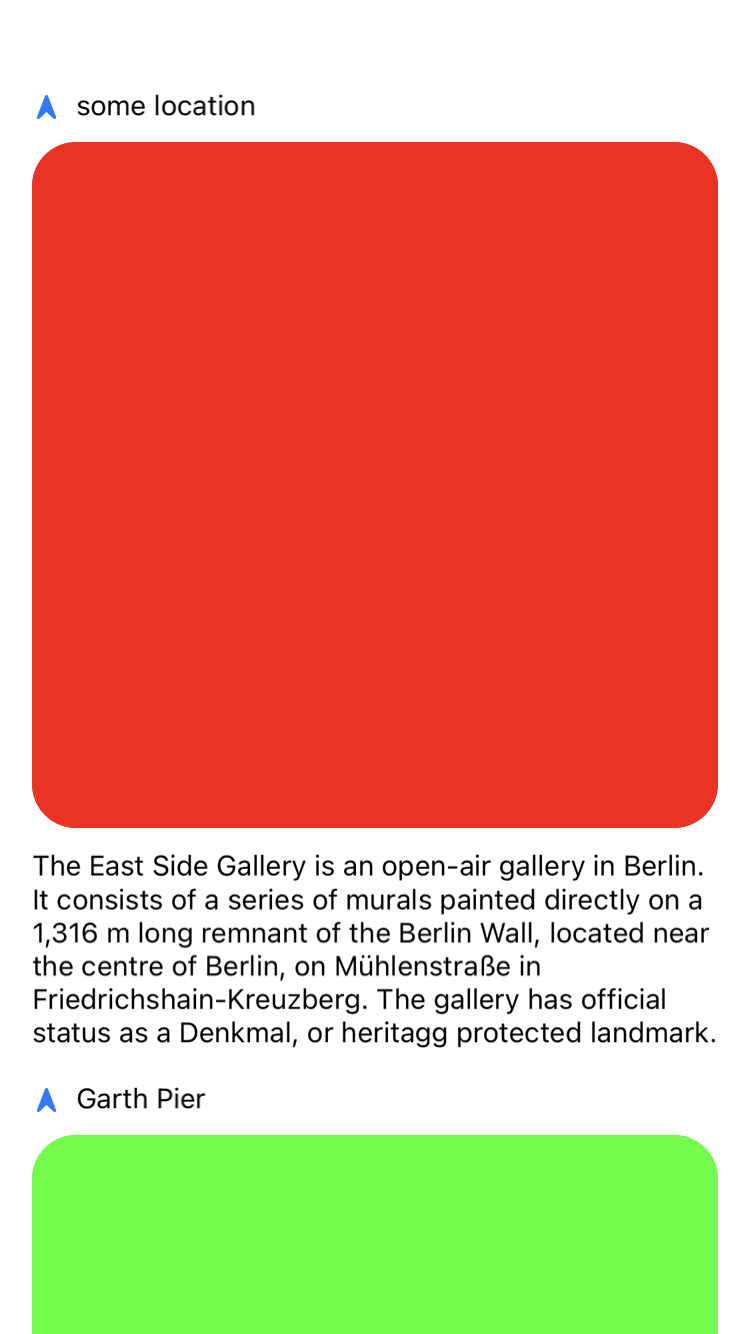 some location
The East Side Gallery is an open-air gallery in Berlin.
It consists of a series of murals painted directly on a
1,316 m long remnant of the Berlin Wall, located near
the centre of Berlin, on Mühlenstraße in
Friedrichshain-Kreuzberg. The gallery has official
status as a Denkmal, or heritagg protected landmark.
Garth Pier